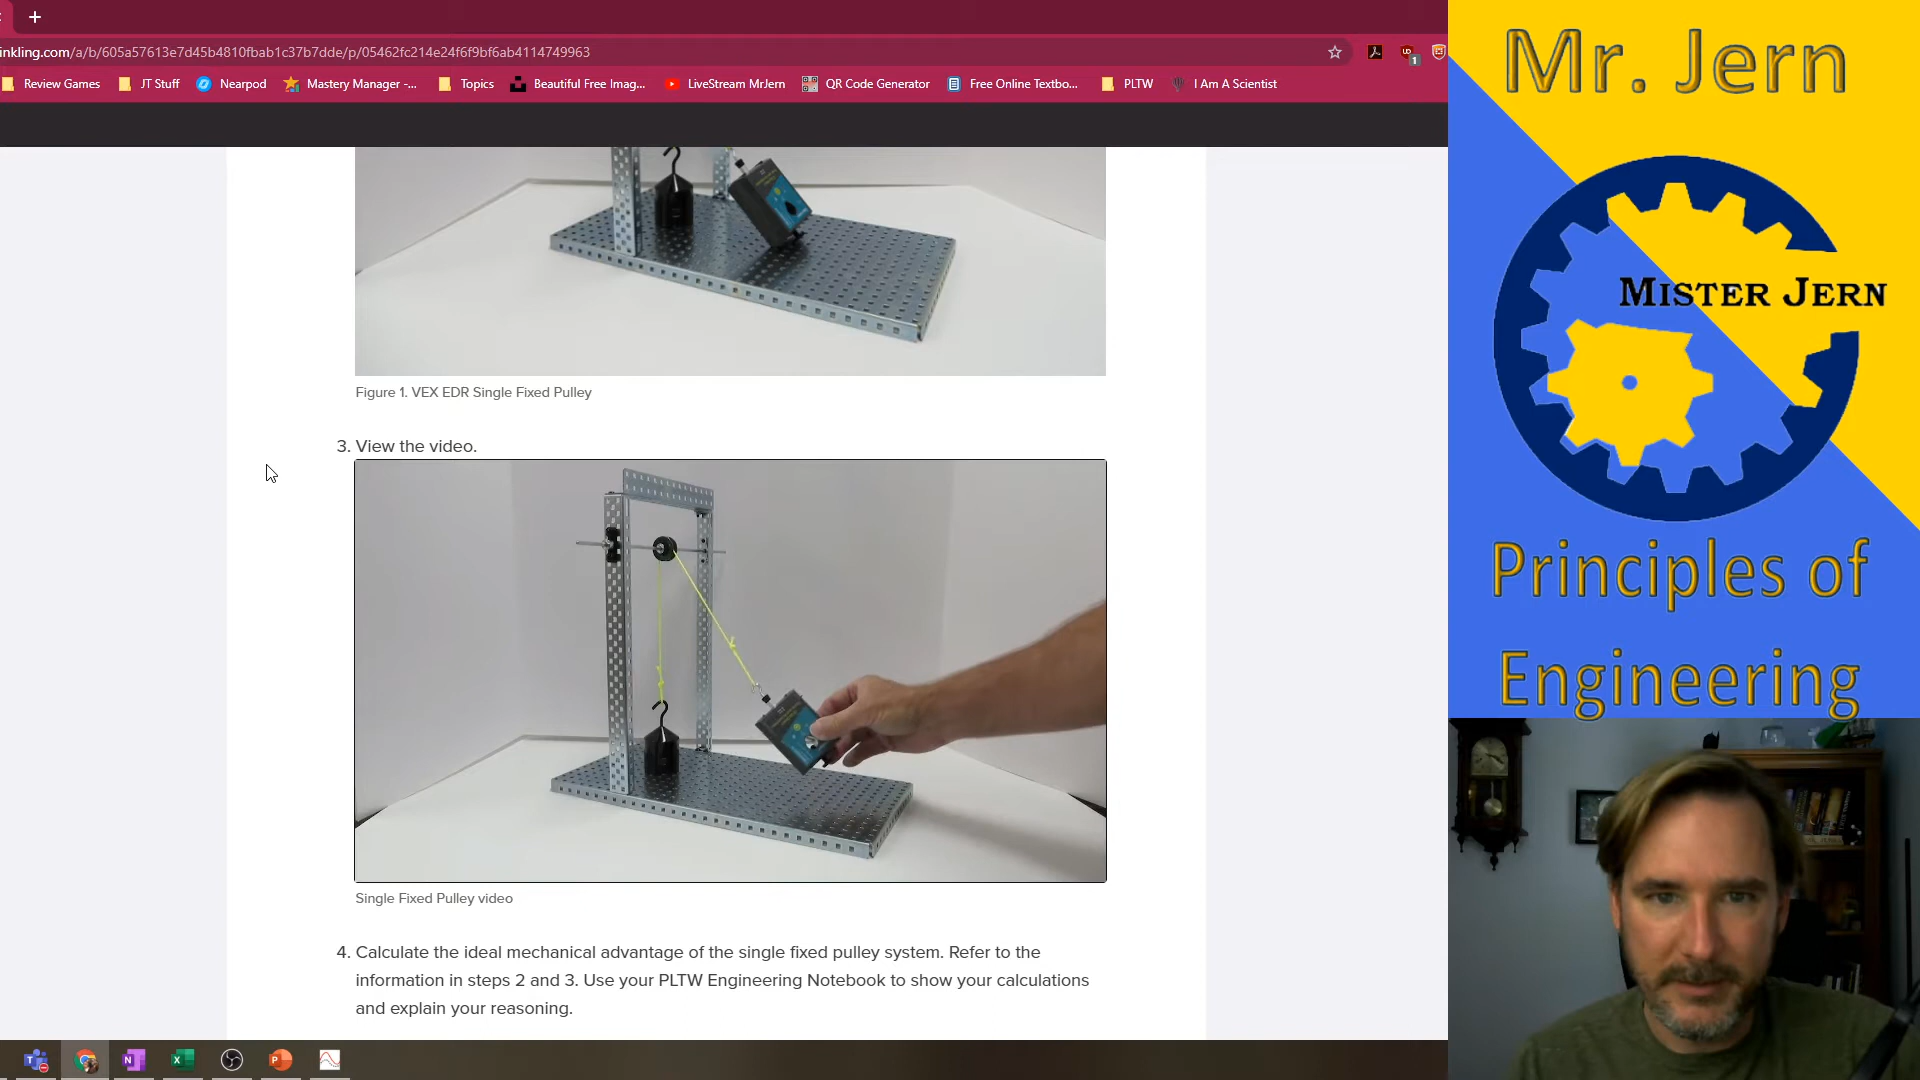 inkling.com/a/b/605a57613e7d45b4810fbab1c37b7dde/p/05462fc214e24f6f9bf6ab4114749963
1
Review Games JT Stuff Nearpod Mastery Manager -... Topics Beautiful Free Imag... LiveStream MrJern QR Code Generator Free Online Textbo... PLTW I Am A Scientist
Figure 1. VEX EDR Single Fixed Pulley
3. View the video.
Single Fixed Pulley video
4. Calculate the ideal mechanical advantage of the single fixed pulley system. Refer to the
information in steps 2 and 3. Use your PLTW Engineering Notebook to show your calculations
and explain your reasoning.
Mr. Jern
MISTER JERN
Principles of
Engineering